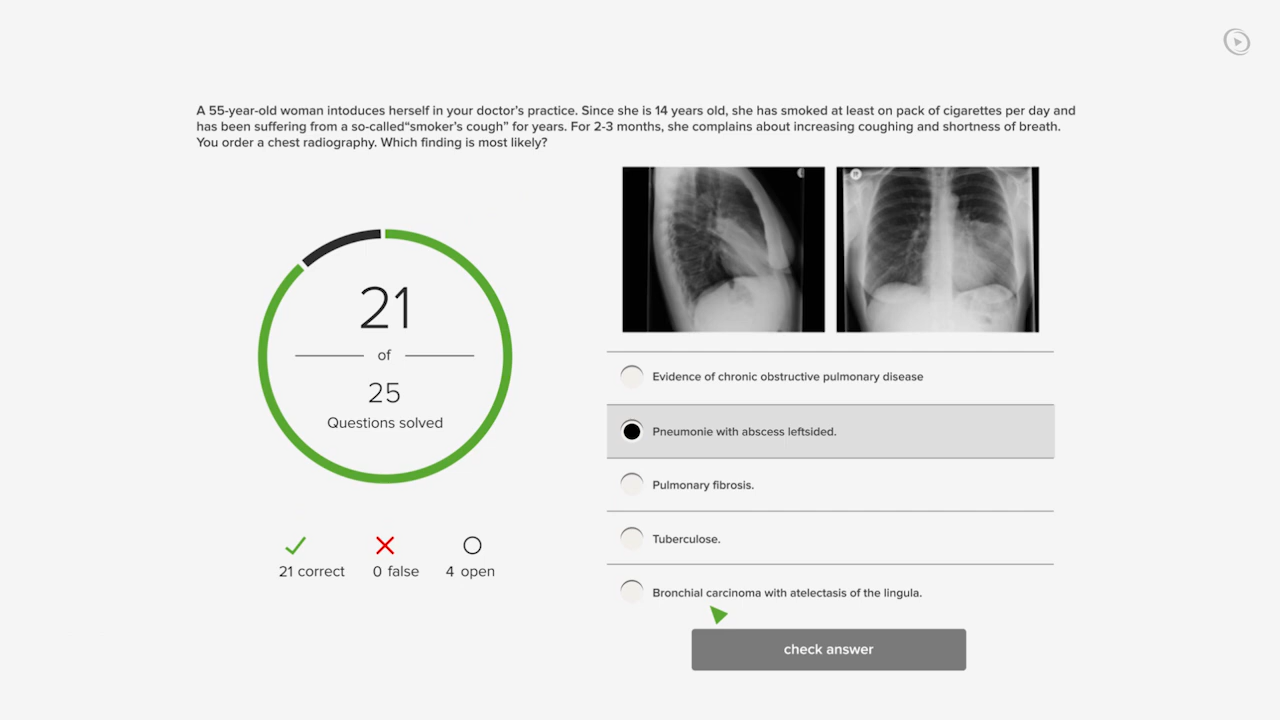 A 55-year-old woman intoduces herself in your doctor's practice. Since she is 14 years old, she has smoked at least on pack of cigarettes per day and
has been suffering from a so-called“smoker's cough” for years. For 2-3 months, she complains about increasing coughing and shortness of breath.
You order a chest radiography. Which finding is most likely?
21
of
25
Questions solved
21 correct
0 false
4 open
Evidence of chronic obstructive pulmonary disease
Pneumonie with abscess leftsided.
Pulmonary fibrosis.
Tuberculose.
Bronchial carcinoma with atelectasis of the lingula.
check answer